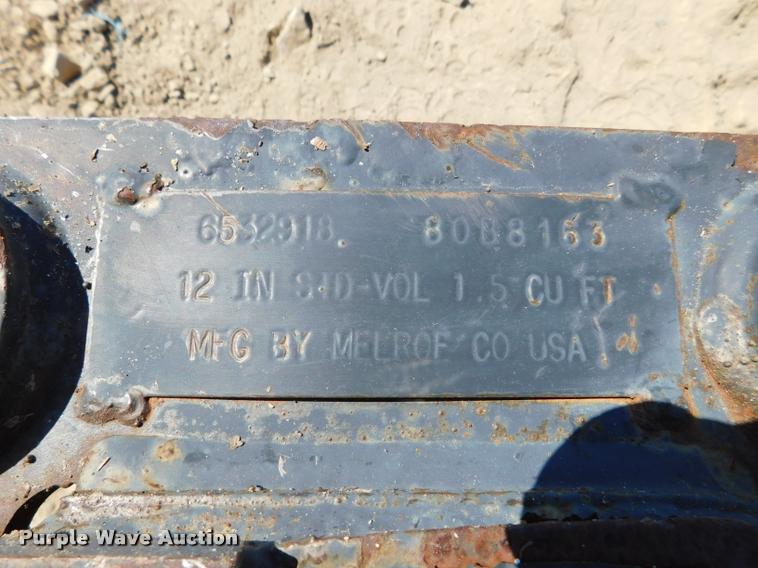 6532918 8088163
12 IN STD-VOL 1.5 CU FT
MFG BY MELROE CO USA
Purple Wave Auction